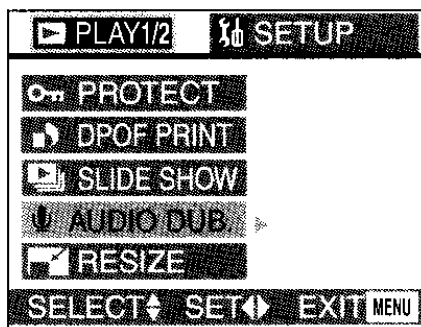 PLAY1/2 SETUP
PROTECT
DPOF PRINT
SLIDE SHOW
AUDIO DUB.
RESIZE
SELECT SET EXIT MENU